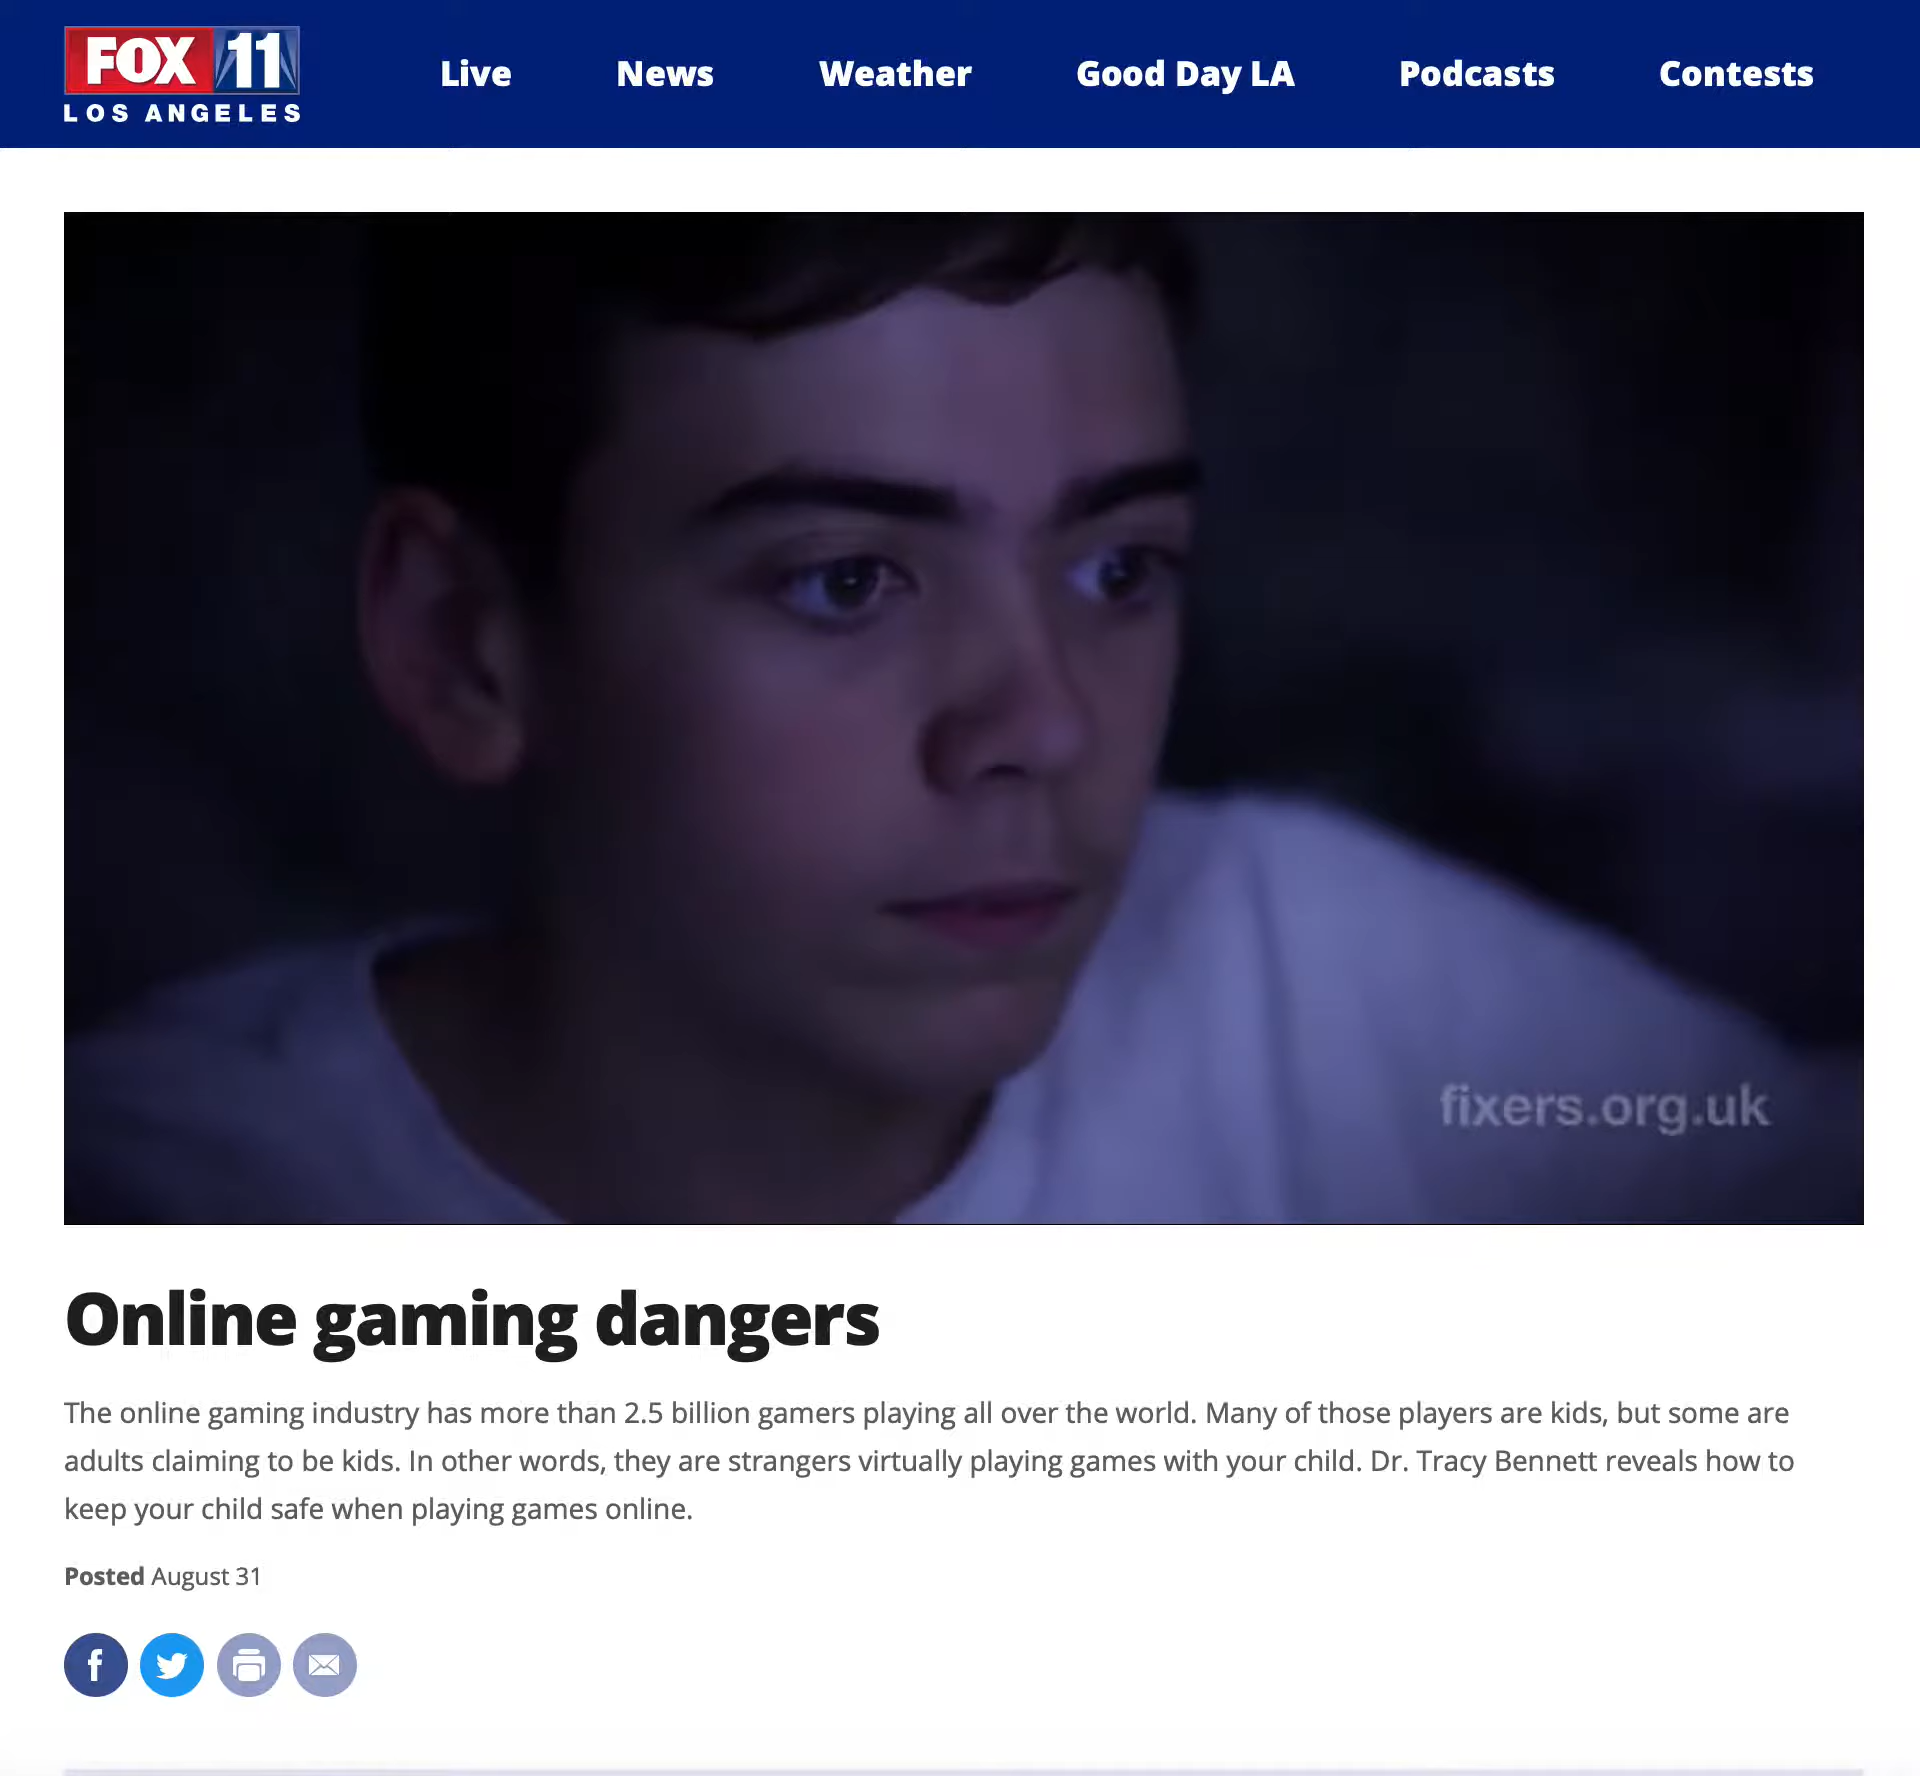 FOX 11
LOS ANGELES
Live News Weather Good Day LA Podcasts Contests
fixers.org.uk
Online gaming dangers
The online gaming industry has more than 2.5 billion gamers playing all over the world. Many of those players are kids, but some are
adults claiming to be kids. In other words, they are strangers virtually playing games with your child. Dr. Tracy Bennett reveals how to
keep your child safe when playing games online.
Posted August 31